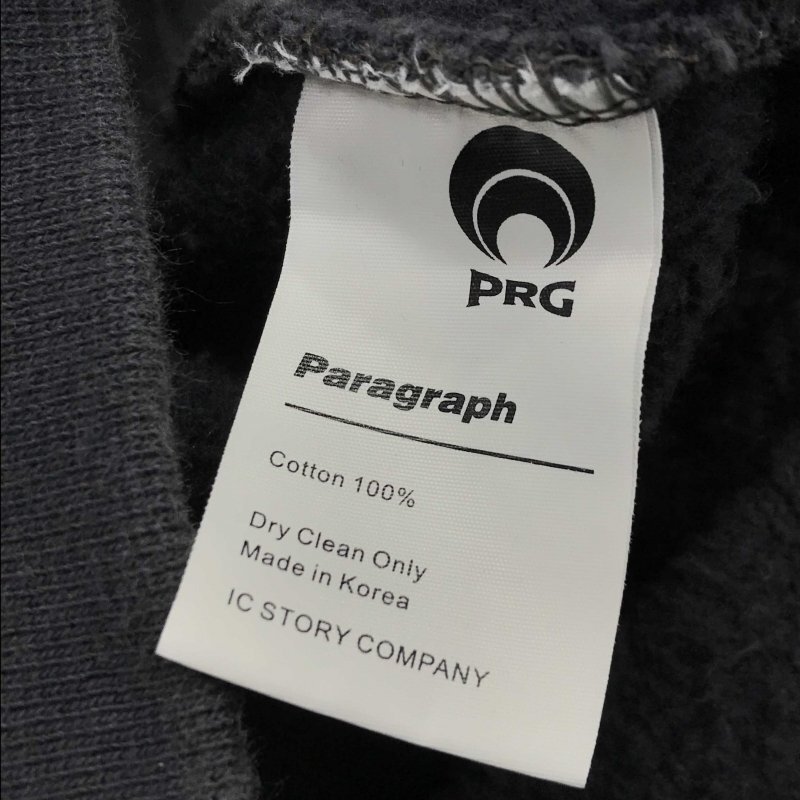 PRG
Paragraph
Cotton 100%
Dry Clean Only
Made in Korea
IC STORY COMPANY